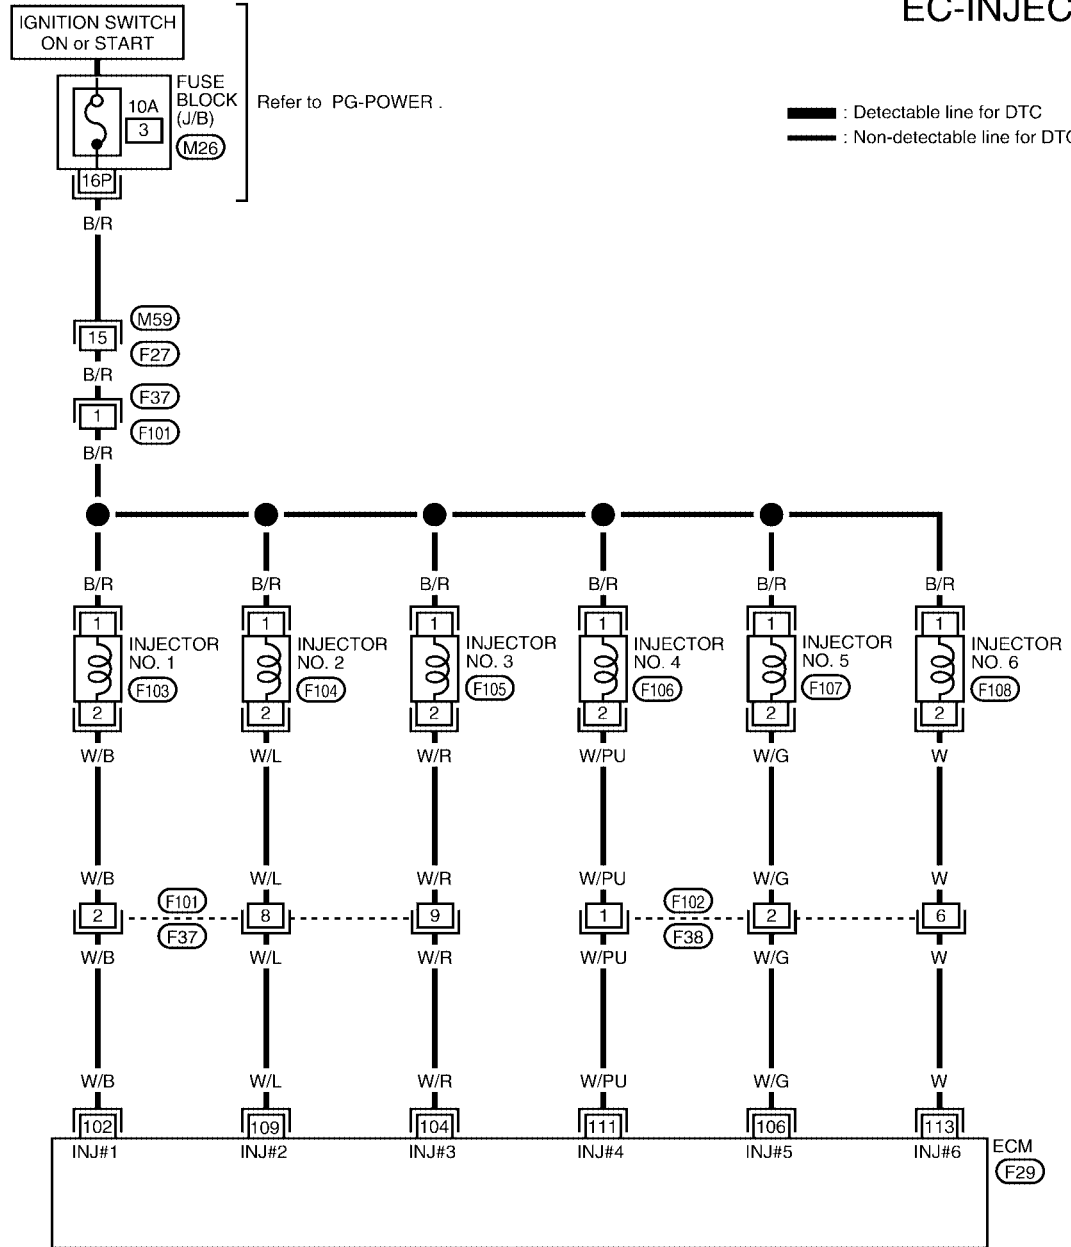 EC-INJEC
IGNITION SWITCH
ON or START
FUSE
BLOCK
(J/B)
M26
10A
3
Refer to PG-POWER .
: Detectable line for DTC
: Non-detectable line for DTC
16P
B/R
M59
15
F27
B/R
F37
1
F101
B/R
B/R B/R B/R B/R B/R B/R
1 1 1 1 1 1
INJECTOR
NO. 1
F103
INJECTOR
NO. 2
F104
INJECTOR
NO. 3
F105
INJECTOR
NO. 4
F106
INJECTOR
NO. 5
F107
INJECTOR
NO. 6
F108
2 2 2 2 2 2
W/B W/L W/R W/PU W/G W
W/B W/L W/R W/PU W/G W
F101 F102
2 8 9 1 2 6
F37 F38
W/B W/L W/R W/PU W/G W
W/B W/L W/R W/PU W/G W
102 109 104 111 106 113
INJ#1 INJ#2 INJ#3 INJ#4 INJ#5 INJ#6
ECM
F29